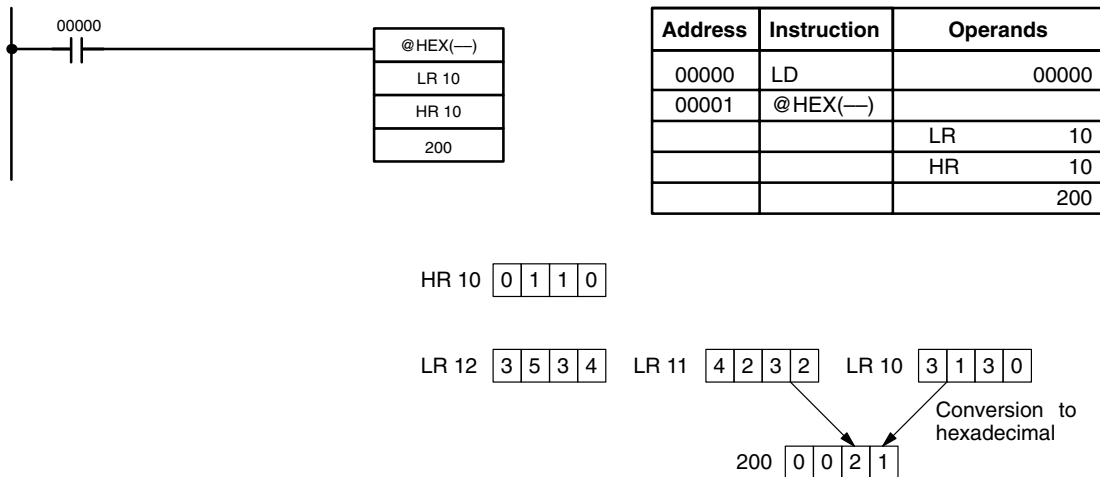 00000
@HEX(––)
LR 10
HR 10
200
Address Instruction Operands
00000 LD 00000
00001 @HEX(––)
LR 10
HR 10
200
HR 10 0 1 1 0
LR 12 3 5 3 4 LR 11 4 2 3 2 LR 10 3 1 3 0
Conversion to
hexadecimal
200 0 0 2 1